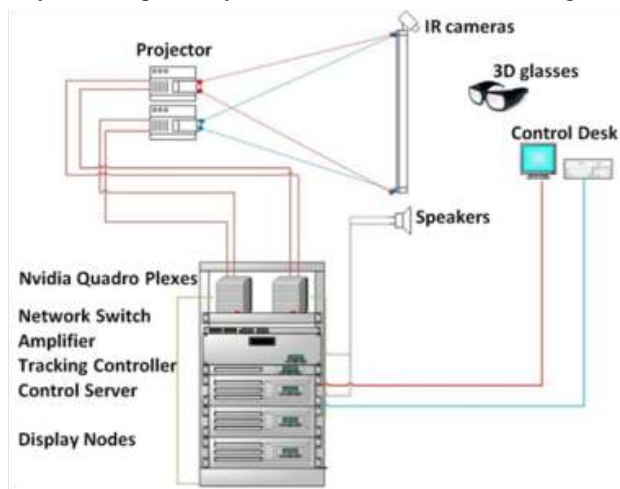 IR cameras
Projector
3D glasses
Control Desk
Speakers
Nvidia Quadro Plexes
Network Switch
Amplifier
Tracking Controller
Control Server
Display Nodes